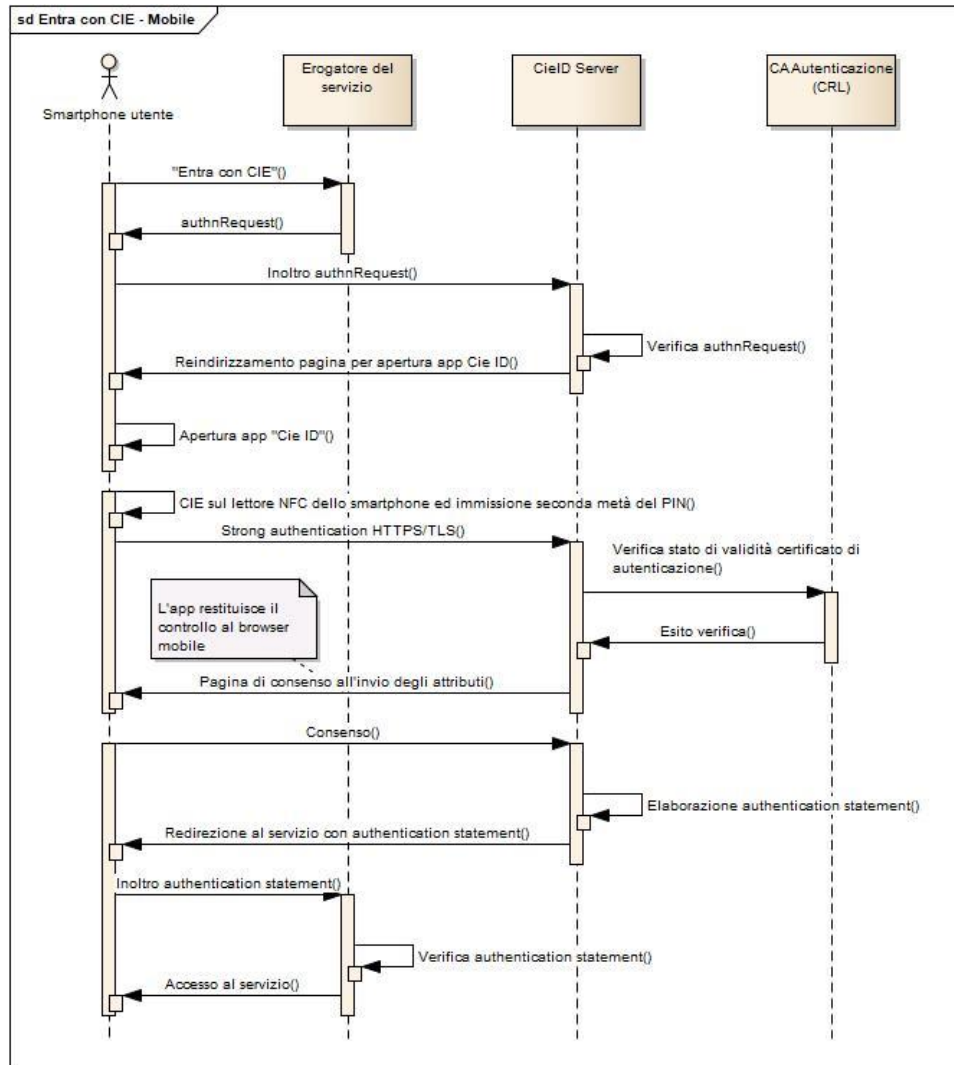 sd Entra con CIE - Mobile
Smartphone utente
Erogatore del
servizio
CieID Server
CA Autenticazione
(CRL)
"Entra con CIE"()
authnRequest()
Inoltro authnRequest()
Verifica authnRequest()
Reindirizzamento pagina per apertura app Cie ID()
Apertura app "Cie ID"()
CIE sul lettore NFC dello smartphone ed immissione seconda metà del PIN()
Strong authentication HTTPS/TLS()
Verifica stato di validità certificato di
autenticazione()
L'app restituisce il
controllo al browser
mobile
Esito verifica()
Pagina di consenso all'invio degli attributi()
Consenso()
Elaborazione authentication statement()
Redirezione al servizio con authentication statement()
Inoltro authentication statement()
Verifica authentication statement()
Accesso al servizio()